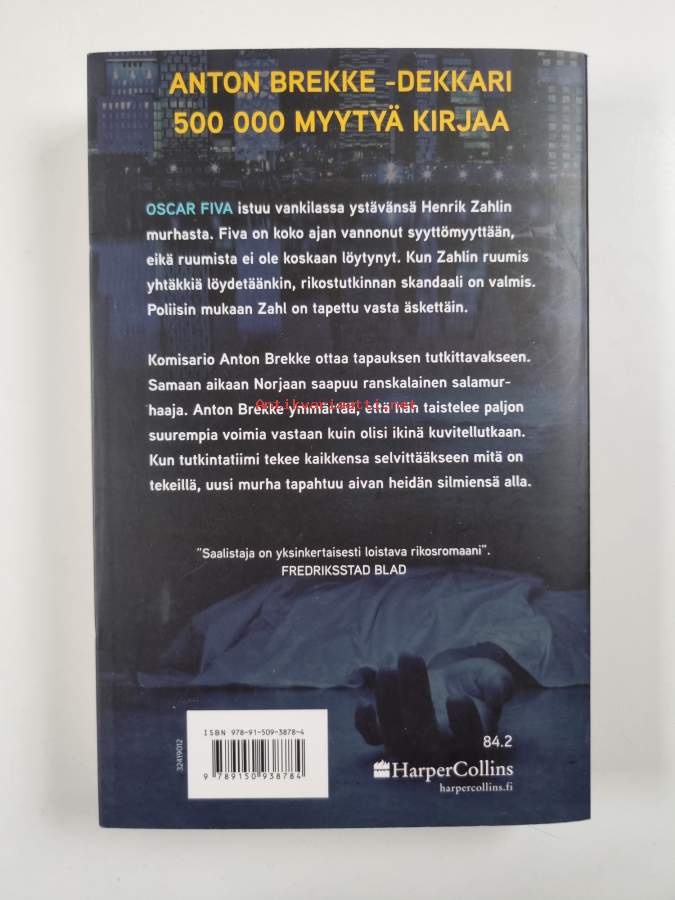 ANTON BREKKE -DEKKARI
500 000 MYYTYÄ KIRJAA
OSCAR FIVA istuu vankilassa ystävänsä Henrik Zahlin
murhasta. Fiva on koko ajan vannonut syyttömyyttään,
eikä ruumista ei ole koskaan löytynyt. Kun Zahlin ruumis
yhtäkkiä löydetäänkin, rikostutkinnan skandaali on valmis.
Poliisin mukaan Zahl on tapettu vasta äskettäin.
Komisario Anton Brekke ottaa tapauksen tutkittavakseen.
Samaan aikaan Norjaan saapuu ranskalainen salamur-
haaja. Anton Brekke ymmärtää, että hän taistelee paljon
Antikvariaatti.net
suurempia voimia vastaan kuin olisi ikinä kuvitellutkaan.
Kun tutkintatiimi tekee kaikkensa selvittääkseen mitä on
tekeillä, uusi murha tapahtuu aivan heidän silmiensä alla.
"Saalistaja on yksinkertaisesti loistava rikosromaani".
FREDRIKSSTAD BLAD
ISBN 978-91-509-3878-4
9 789150 938784
32419012
84.2
HarperCollins
harpercollins.fi